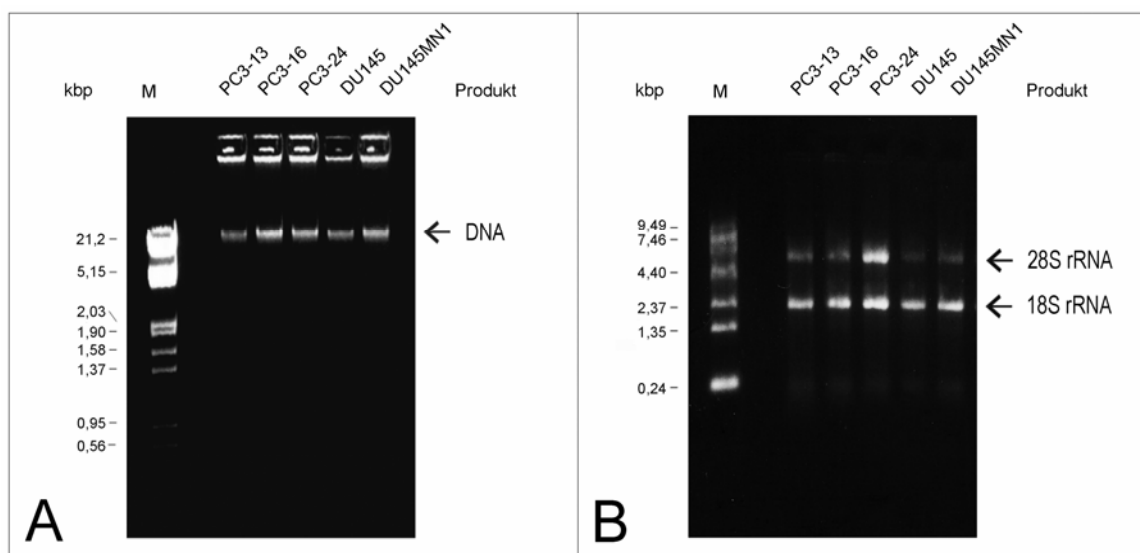 PC3-13
PC3-16
PC3-24
DU145
DU145MN1
kbp
M
Produkt
21,2
5,15
2,03
1,90
1,58
1,37
0,95
0,56
← DNA
A
PC3-13
PC3-16
PC3-24
DU145
DU145MN1
kbp
M
Produkt
9,49
7,46
4,40
2,37
1,35
0,24
← 28S rRNA
← 18S rRNA
B